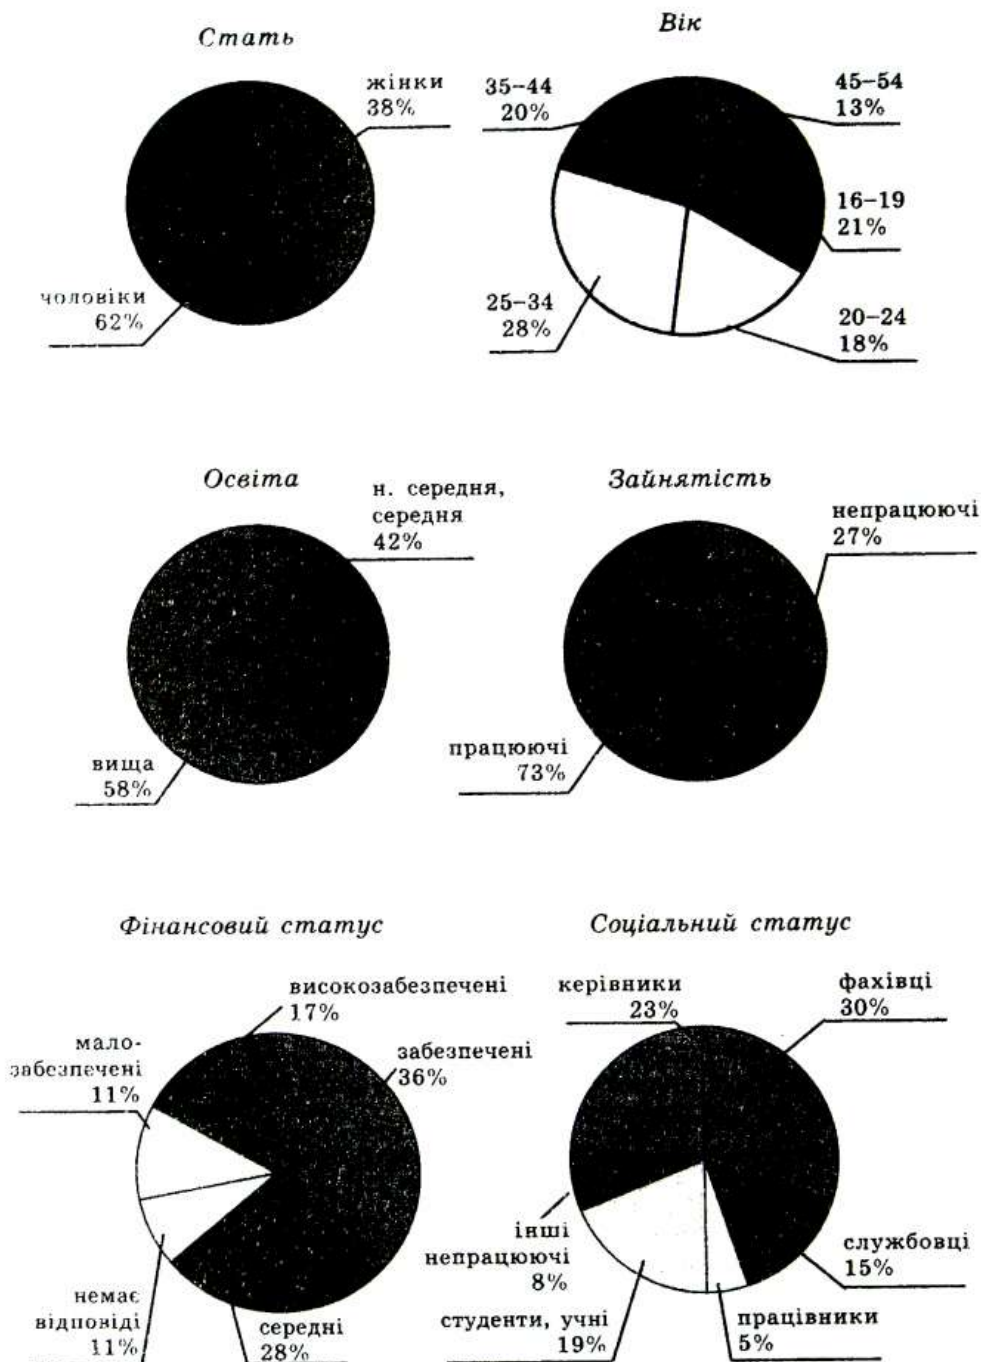 Стать
жінки
38%
чоловіки
62%
Вік
35–44
20%
45–54
13%
16–19
21%
25–34
28%
20–24
18%
Освіта
н. середня,
середня
42%
вища
58%
Зайнятість
непрацюючі
27%
працюючі
73%
Фінансовий статус
високозабезпечені
17%
мало-
забезпечені
11%
забезпечені
36%
немає
відповіді
11%
середні
28%
Соціальний статус
керівники
23%
фахівці
30%
інші
непрацюючі
8%
службовці
15%
студенти, учні
19%
працівники
5%